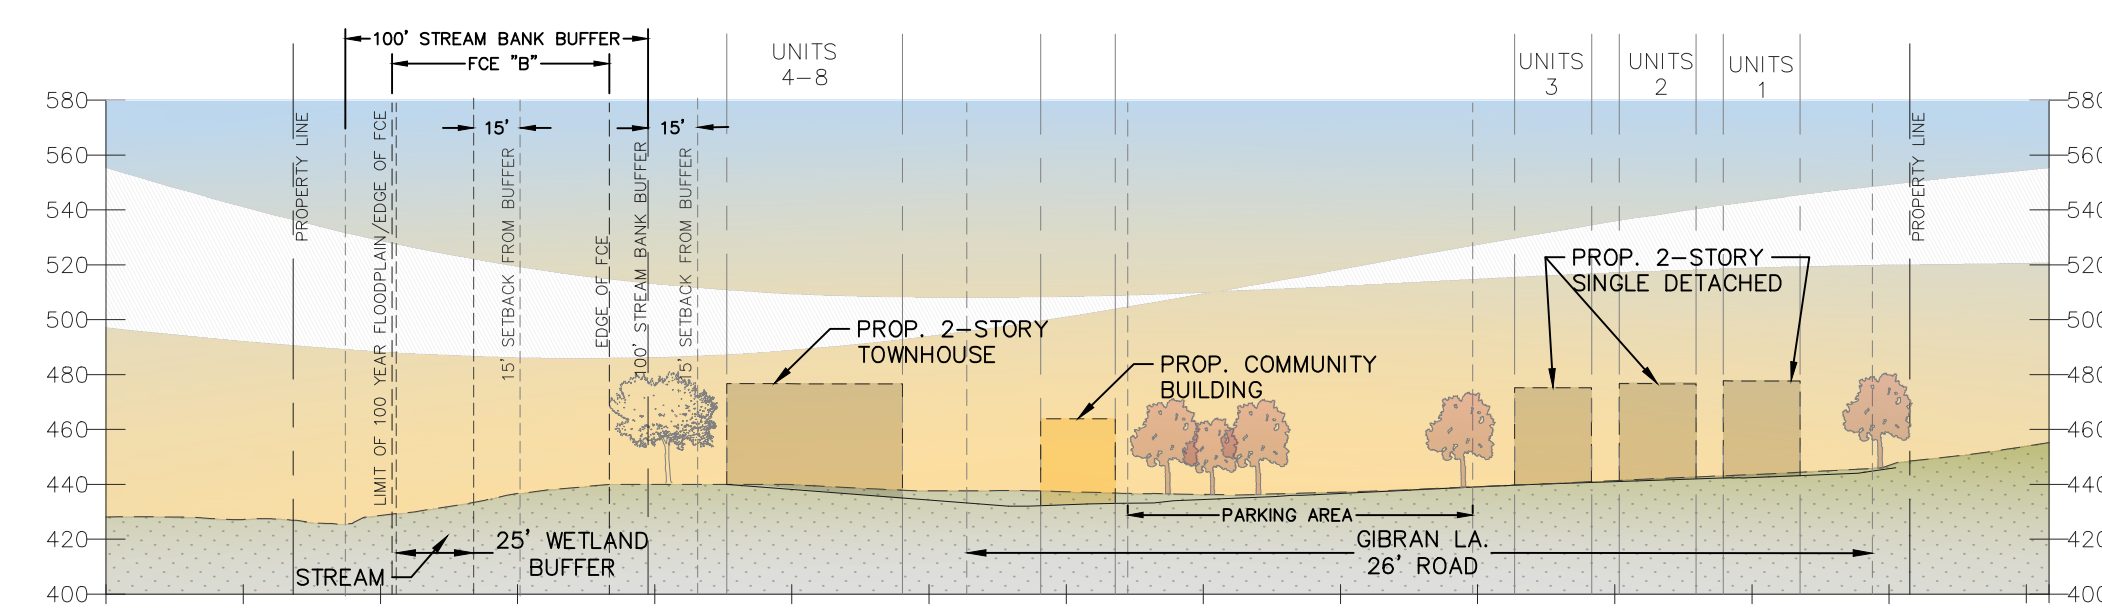 100' STREAM BANK BUFFER
FCE "B"
UNITS
4-8
UNITS
3
UNITS
2
UNITS
1
580
560
540
520
500
480
460
440
420
400
580
560
540
520
500
480
460
440
420
400
15'
15'
PROPERTY LINE
LIMIT OF 100 YEAR FLOODPLAIN/EDGE OF FCE
15' SETBACK FROM BUFFER
EDGE OF FCE
100' STREAM BANK BUFFER
15' SETBACK FROM BUFFER
PROPERTY LINE
PROP. 2-STORY
SINGLE DETACHED
PROP. 2-STORY
TOWNHOUSE
PROP. COMMUNITY
BUILDING
PARKING AREA
25' WETLAND
BUFFER
STREAM
GIBRAN LA.
26' ROAD